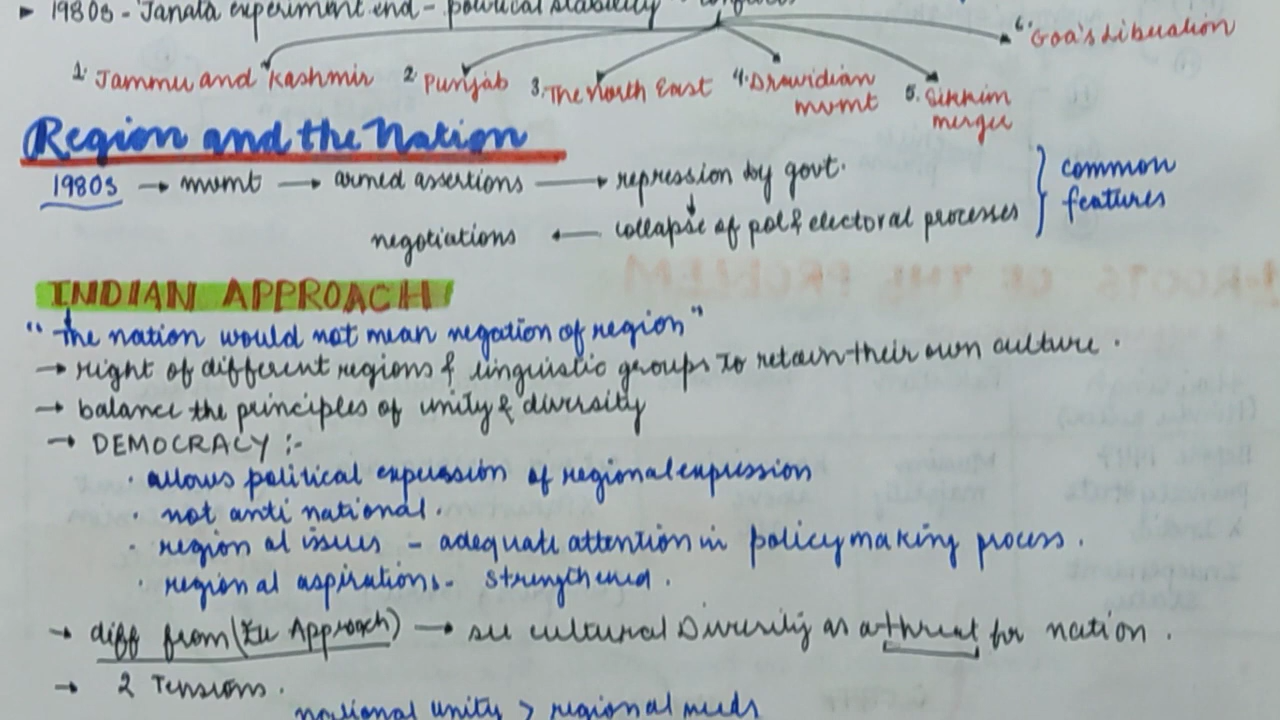 ► 1980s - Janata experiment end - political stability
1. Jammu and Kashmir
2. Punjab
3. The North East
4. Dravidian mvmt
5. Sikkim merger
6. Goa's Liberation
Region and the Nation
1980s → mvmt → armed assertions → repression by govt.
negotiations ← collapse of pol & electoral processes
} common features
INDIAN APPROACH
"the nation would not mean negation of region"
→ right of different regions & linguistic groups to retain their own culture.
→ balance the principles of unity & diversity
→ DEMOCRACY :-
· allows political expression of regional expression
· not anti national.
· regional issues - adequate attention in policymaking process.
· regional aspirations - strengthened.
→ diff from (Eu Approach) → see cultural Diversity as a threat for nation.
→ 2 Tensions.
national unity > regional needs